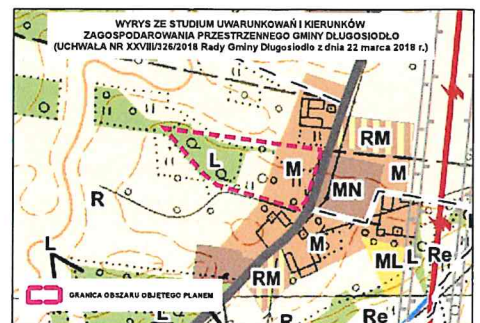 WYRYS ZE STUDIUM UWARUNKOWAŃ I KIERUNKÓW
ZAGOSPODAROWANIA PRZESTRZENNEGO GMINY DŁUGOSIODŁO
(UCHWAŁA NR XXVIII/326/2018 Rady Gminy Długosiodło z dnia 22 marca 2018 r.)
RM
L
M
M
R
MN
L
M
ML
L
Re
RM
GRANICA OBSZARU OBJĘTEGO PLANEM
L
R
Re